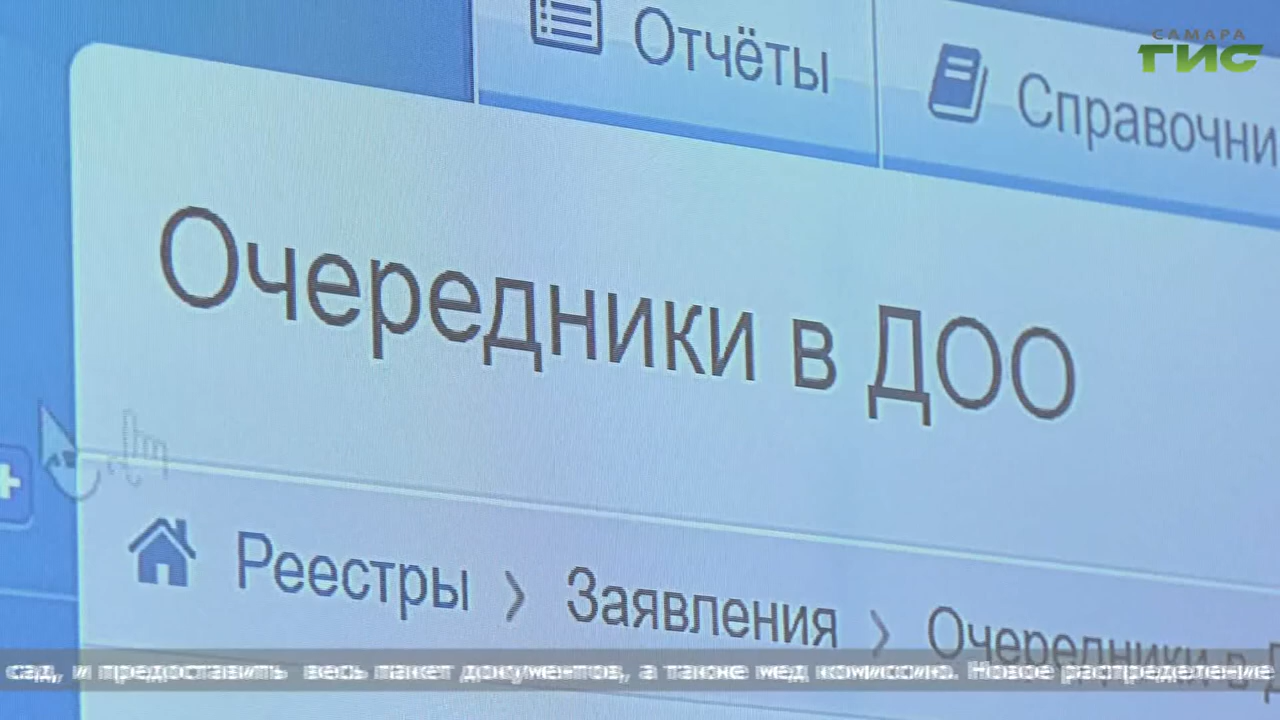 Отчёты
Справочни
САМАРА
ГИС
Очередники в ДОО
Реестры > Заявления > Очередники в Д
сад, и предоставить весь пакет документов, а также мед комиссию. Новое распределение